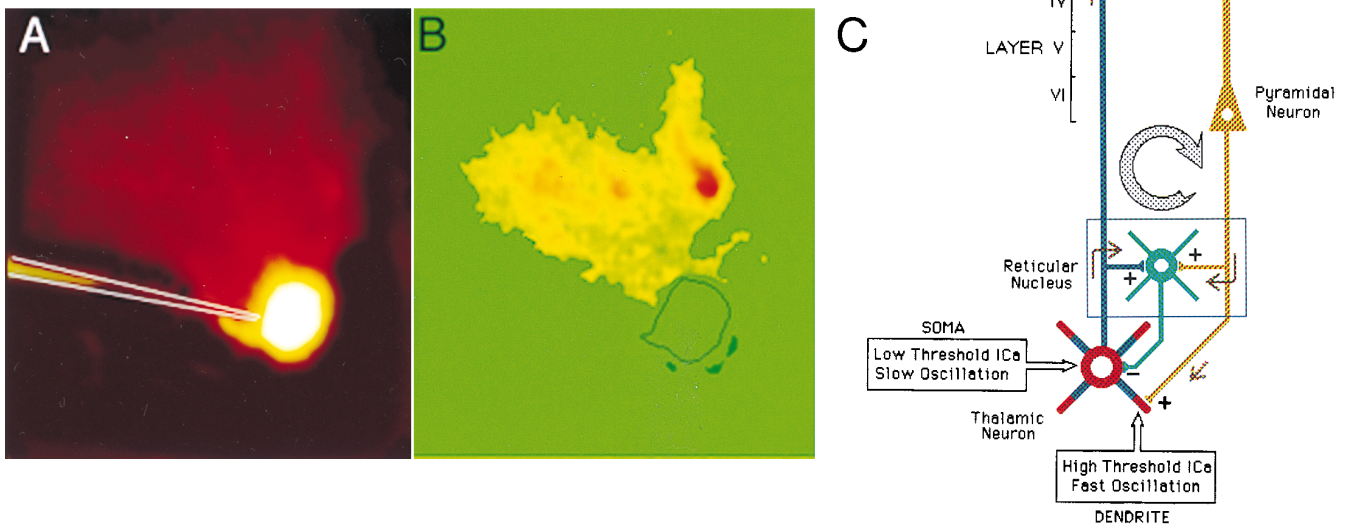 A
B
C
IV
LAYER V
VI
Pyramidal
Neuron
Reticular
Nucleus
+
+
SOMA
Low Threshold ICa
Slow Oscillation
−
+
Thalamic
Neuron
High Threshold ICa
Fast Oscillation
DENDRITE